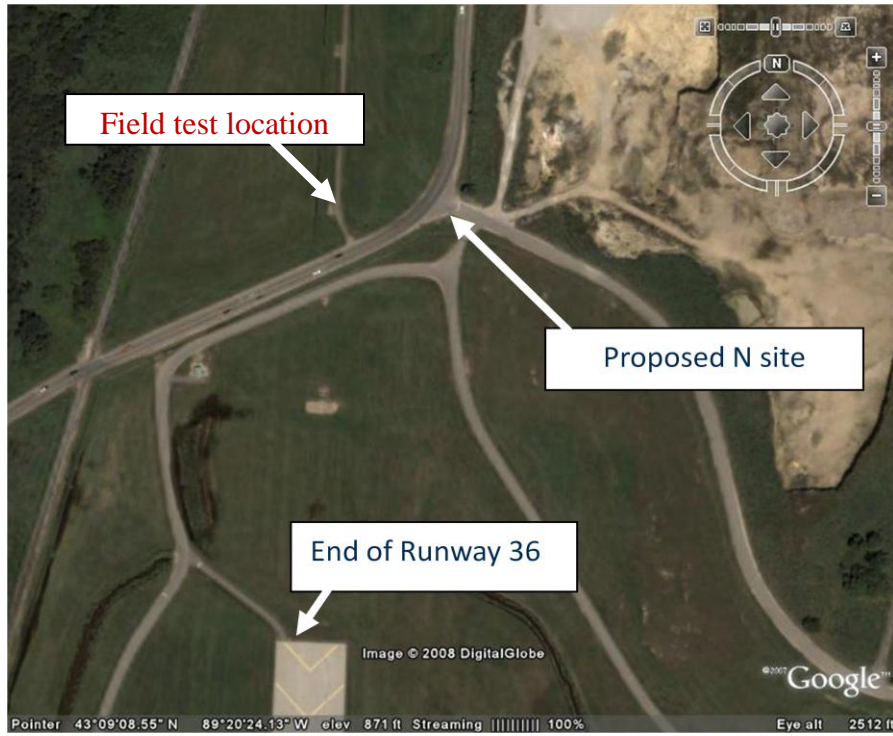 N
Field test location
Proposed N site
End of Runway 36
Image © 2008 DigitalGlobe
©2007 Google™
Pointer 43°09'08.55" N 89°20'24.13" W elev 871 ft Streaming |||||||||| 100% Eye alt 2512 ft